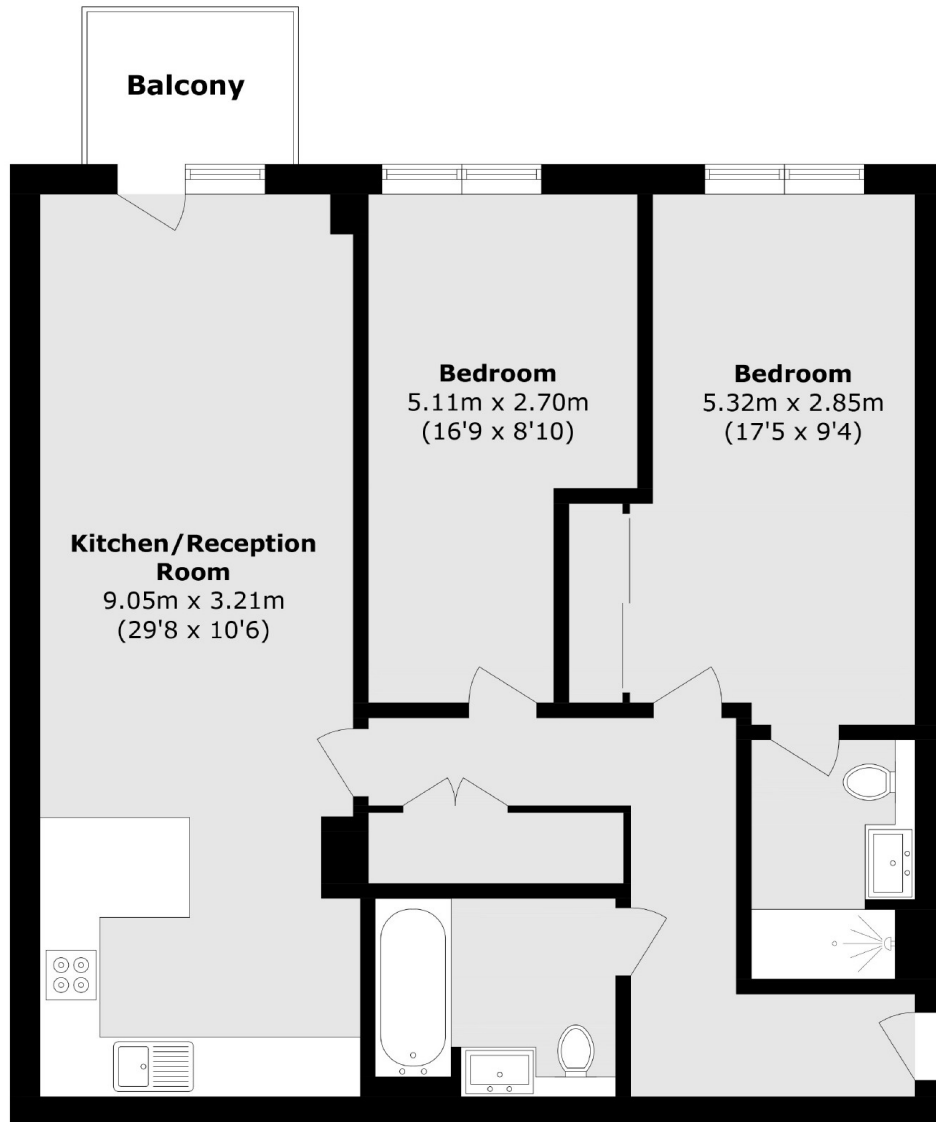 Balcony
Bedroom
5.11m x 2.70m
(16'9 x 8'10)
Bedroom
5.32m x 2.85m
(17'5 x 9'4)
Kitchen/Reception
Room
9.05m x 3.21m
(29'8 x 10'6)